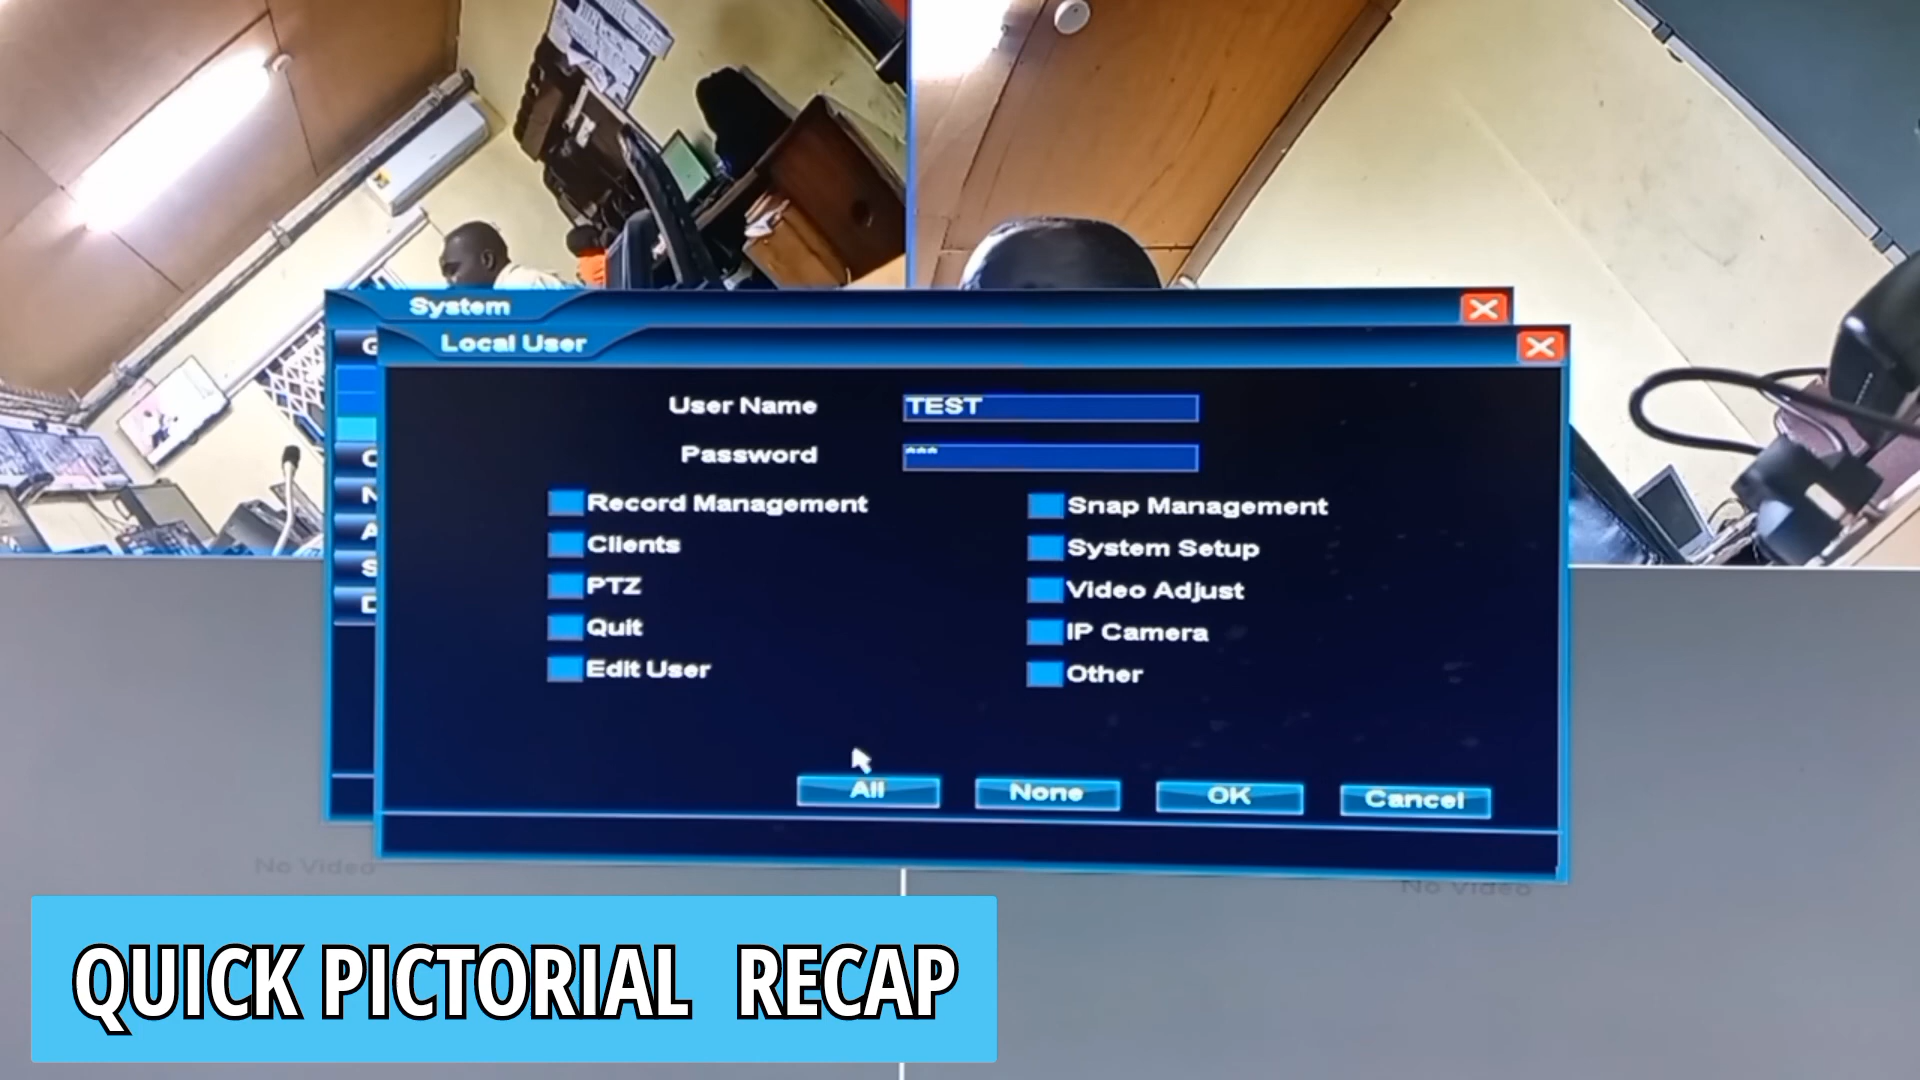 System
Local User
G
User Name TEST
Password ***
C
Record Management Snap Management
N
Clients System Setup
A
PTZ Video Adjust
S
Quit IP Camera
D
Edit User Other
All None OK Cancel
No Video No Video
QUICK PICTORIAL RECAP